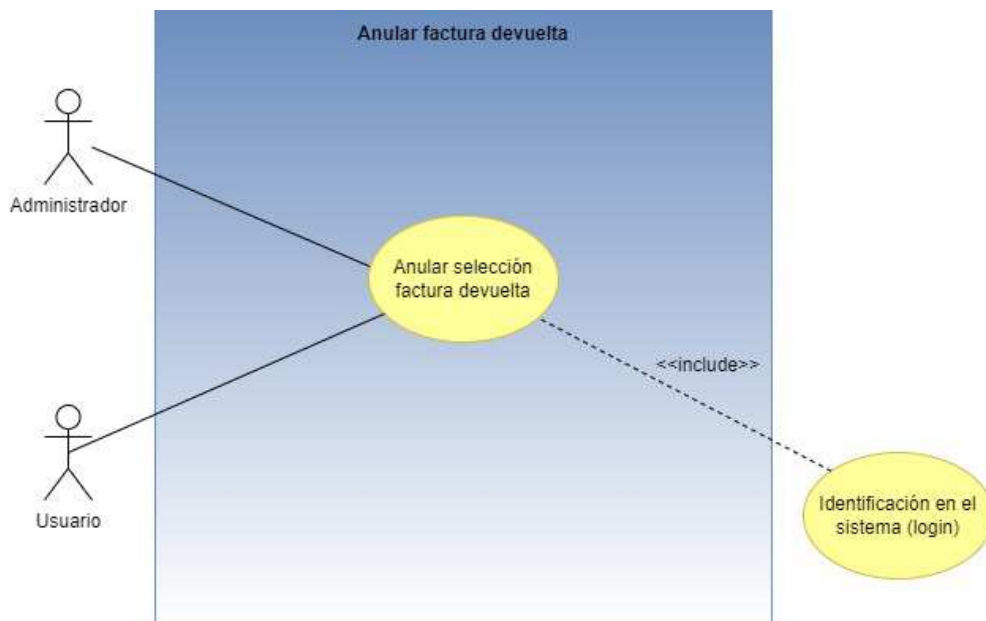 Anular factura devuelta
Administrador
Anular selección
factura devuelta
<<include>>
Usuario
Identificación en el
sistema (login)